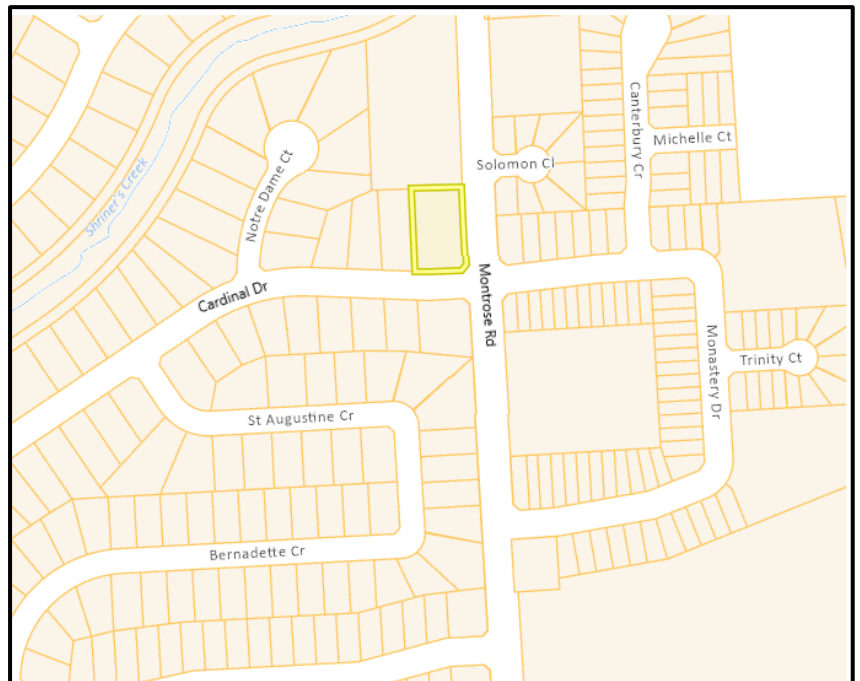 Canterbury Cr
Michelle Ct
Solomon Cl
Notre Dame Ct
Shriner's Creek
Cardinal Dr
Montrose Rd
Monastery Dr
Trinity Ct
St Augustine Cr
Bernadette Cr